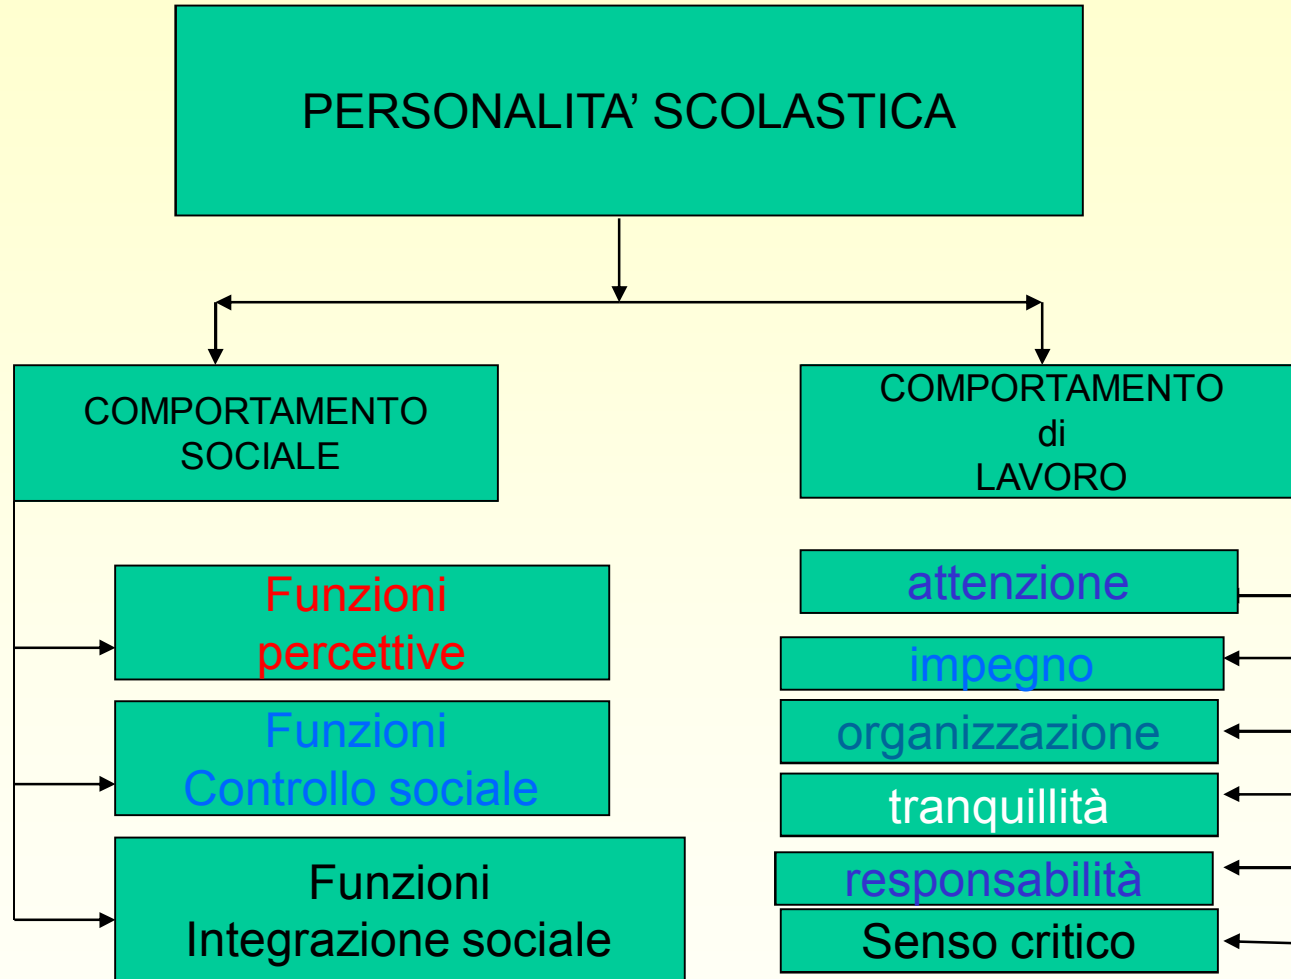 PERSONALITA’ SCOLASTICA
COMPORTAMENTO
SOCIALE
Funzioni
percettive
Funzioni
Controllo sociale
Funzioni
Integrazione sociale
COMPORTAMENTO
di
LAVORO
attenzione
impegno
organizzazione
tranquillità
responsabilità
Senso critico